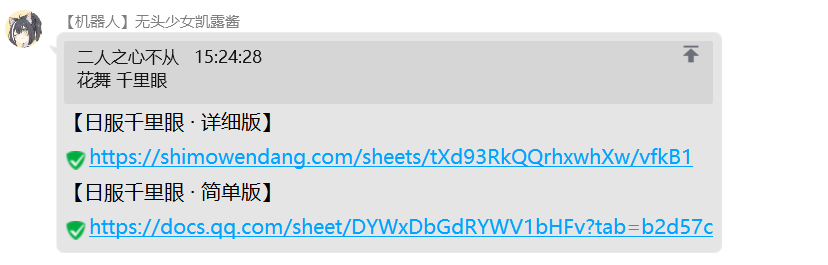 【机器人】无头少女凯露酱
二人之心不从 15:24:28
花舞 千里眼
【日服千里眼 · 详细版】
https://shimowendang.com/sheets/tXd93RkQQrhxwhXw/vfkB1
【日服千里眼 · 简单版】
https://docs.qq.com/sheet/DYWxDbGdRYWV1bHFv?tab=b2d57c